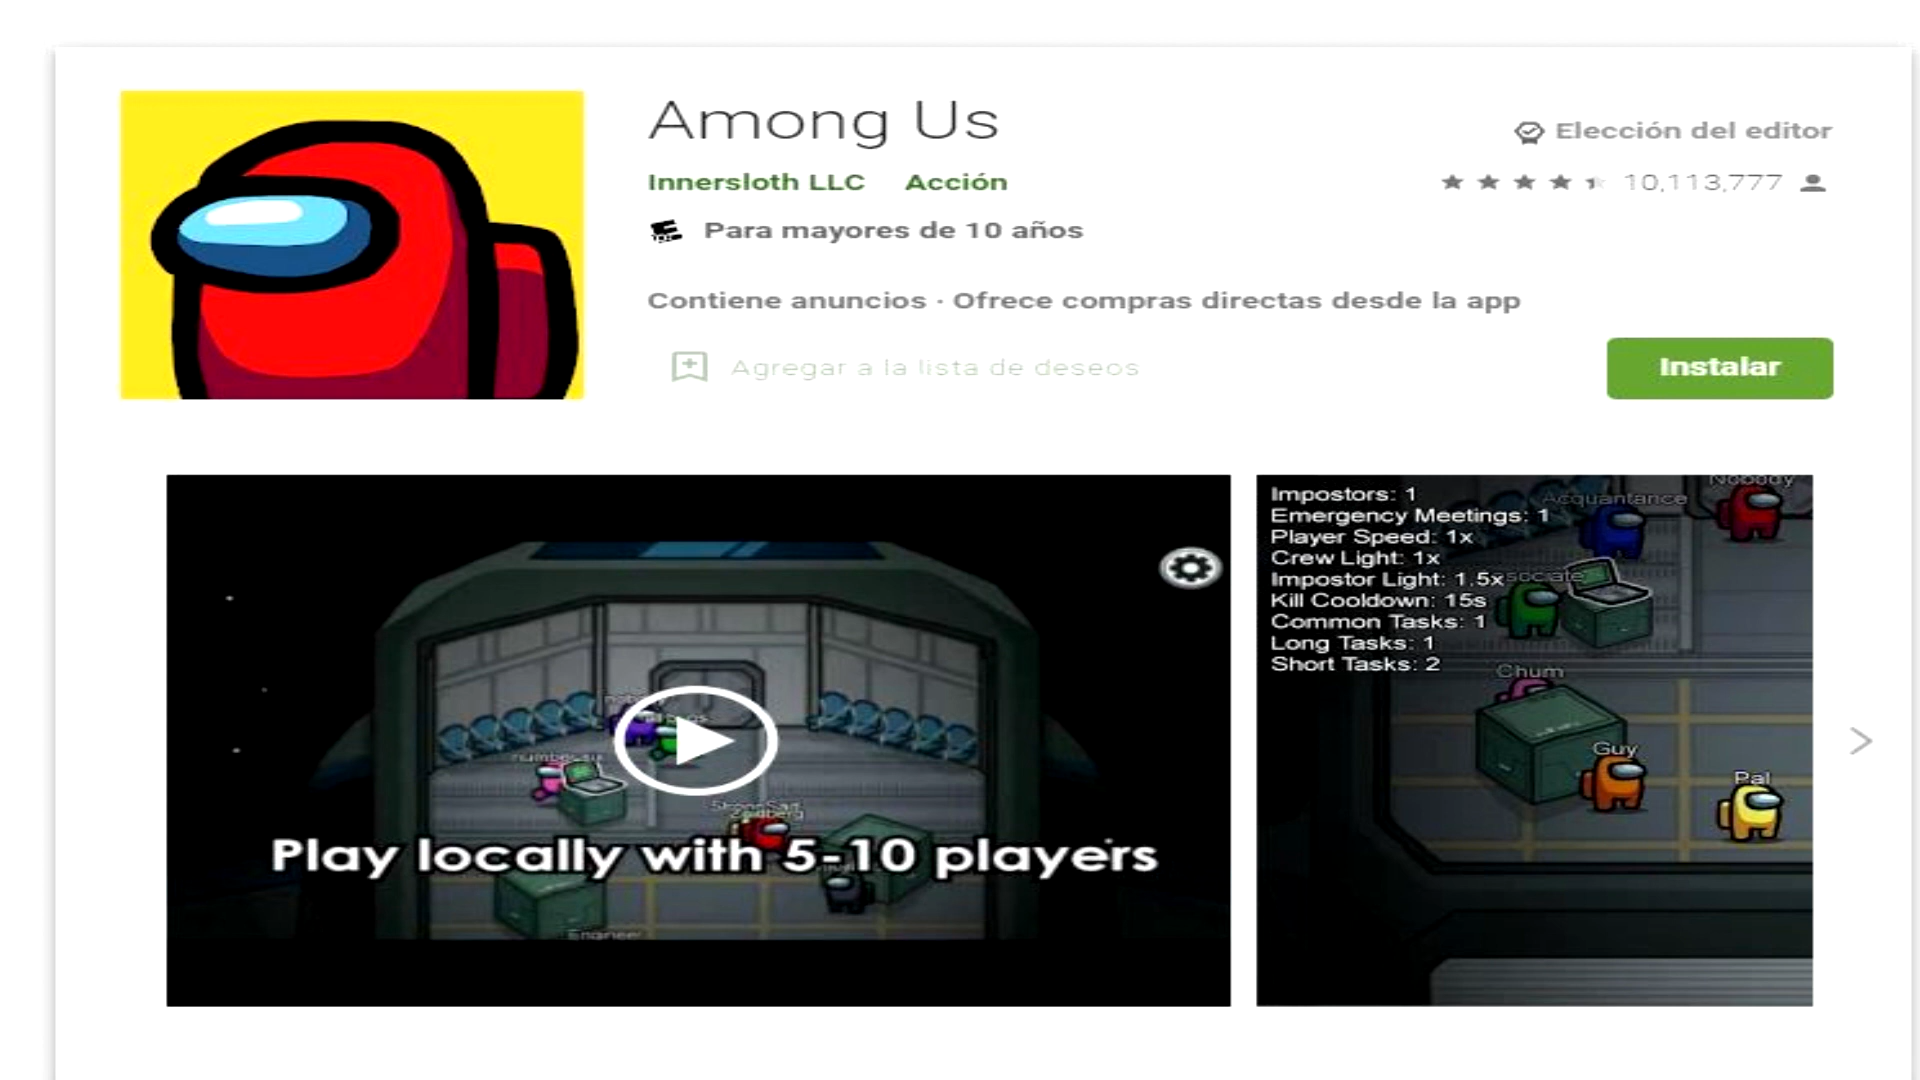 Among Us
Elección del editor
Innersloth LLC Acción
10,113,777
Para mayores de 10 años
Contiene anuncios · Ofrece compras directas desde la app
Agregar a la lista de deseos
Instalar
Play locally with 5-10 players
Engineer
Impostors: 1
Emergency Meetings: 1
Player Speed: 1x
Crew Light: 1x
Impostor Light: 1.5x
Kill Cooldown: 15s
Common Tasks: 1
Long Tasks: 1
Short Tasks: 2
Nobody
Acquantance
Chum
Guy
Pal